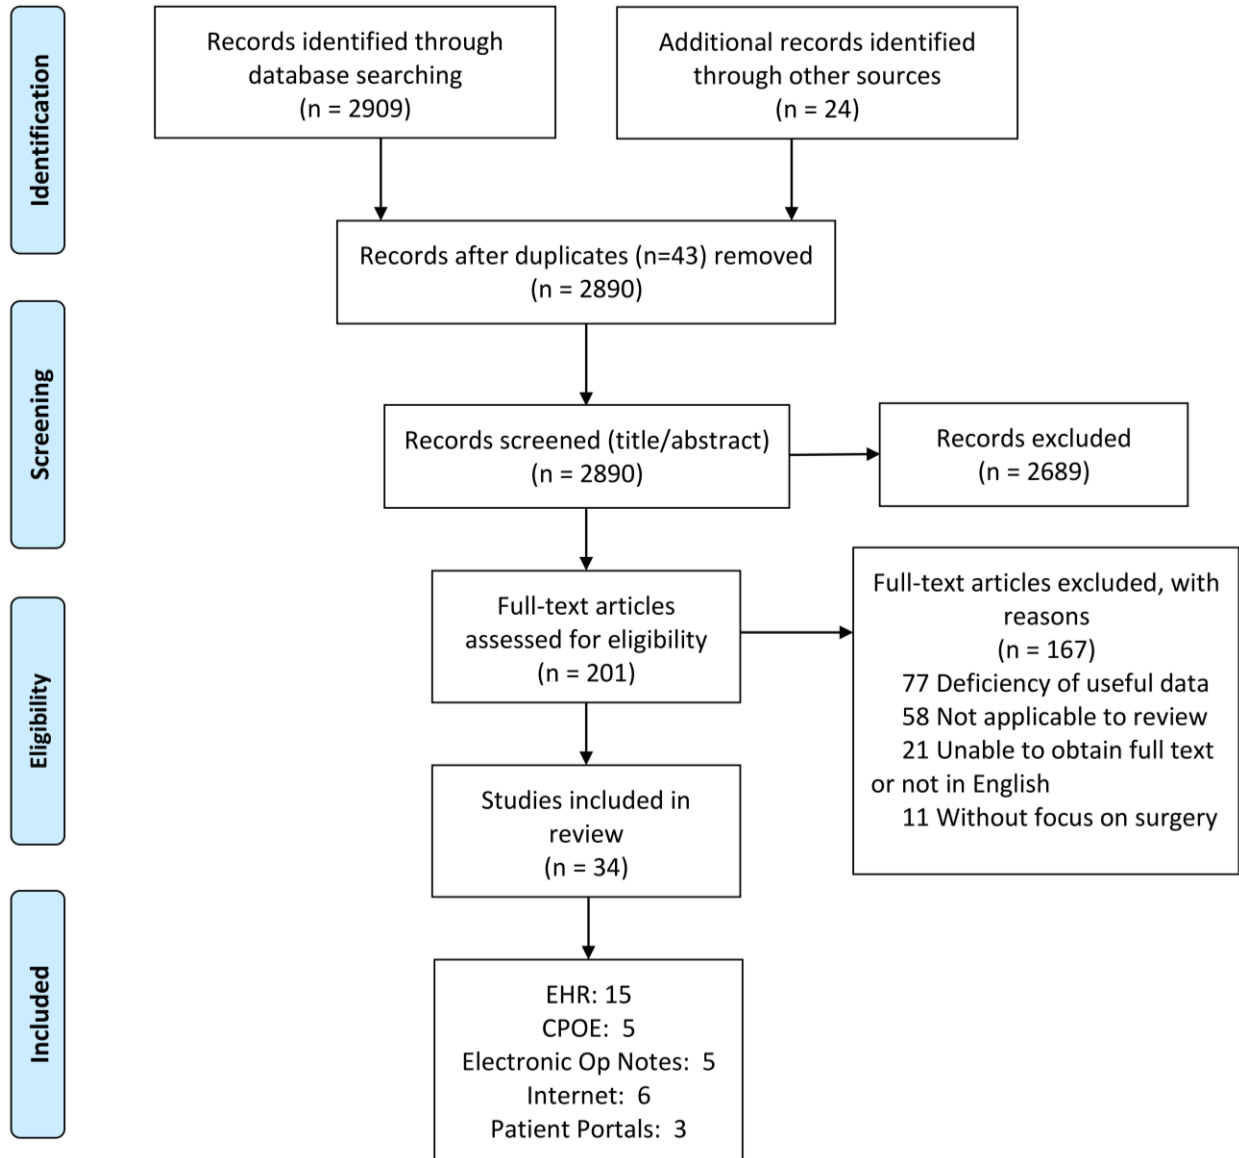 Identification
Records identified through
database searching
(n = 2909)
Additional records identified
through other sources
(n = 24)
Records after duplicates (n=43) removed
(n = 2890)
Screening
Records screened (title/abstract)
(n = 2890)
Records excluded
(n = 2689)
Eligibility
Full-text articles
assessed for eligibility
(n = 201)
Full-text articles excluded, with
reasons
(n = 167)
77 Deficiency of useful data
58 Not applicable to review
21 Unable to obtain full text
or not in English
11 Without focus on surgery
Studies included in
review
(n = 34)
Included
EHR: 15
CPOE: 5
Electronic Op Notes: 5
Internet: 6
Patient Portals: 3